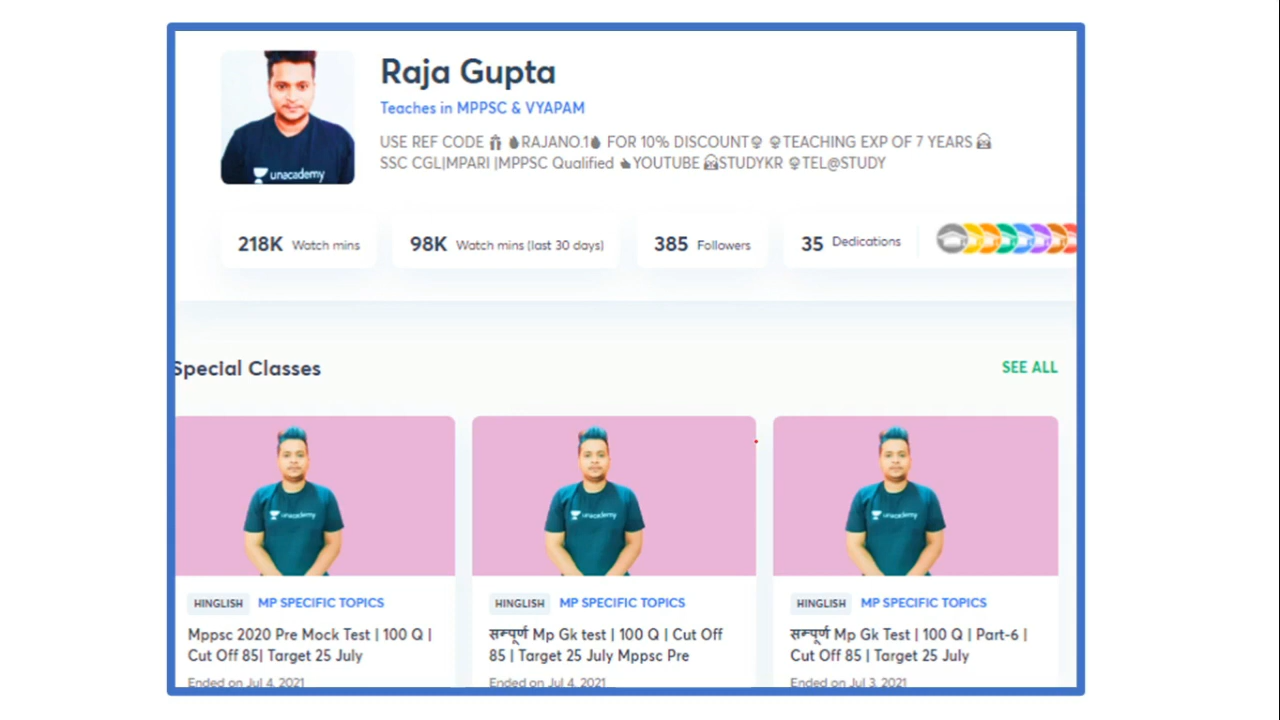 Raja Gupta
Teaches in MPPSC & VYAPAM
USE REF CODE RAJANO.1 FOR 10% DISCOUNT TEACHING EXP OF 7 YEARS
SSC CGL|MPARI |MPPSC Qualified YOUTUBE STUDYKR TEL@STUDY
unacademy
218K Watch mins
98K Watch mins (last 30 days)
385 Followers
35 Dedications
Special Classes
SEE ALL
unacademy
unacademy
unacademy
HINGLISH MP SPECIFIC TOPICS
Mppsc 2020 Pre Mock Test | 100 Q |
Cut Off 85| Target 25 July
Ended on Jul 4, 2021
HINGLISH MP SPECIFIC TOPICS
सम्पूर्ण Mp Gk test | 100 Q | Cut Off
85 | Target 25 July Mppsc Pre
Ended on Jul 4, 2021
HINGLISH MP SPECIFIC TOPICS
सम्पूर्ण Mp Gk Test | 100 Q | Part-6 |
Cut Off 85 | Target 25 July
Ended on Jul 3, 2021